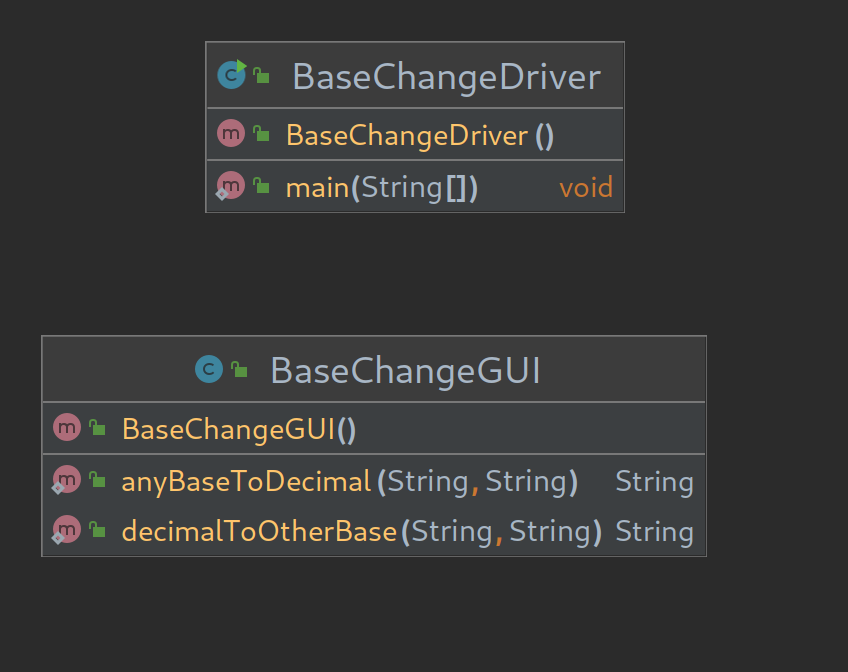 BaseChangeDriver
BaseChangeDriver()
main(String[]) void
BaseChangeGUI
BaseChangeGUI()
anyBaseToDecimal(String, String) String
decimalToOtherBase(String, String) String